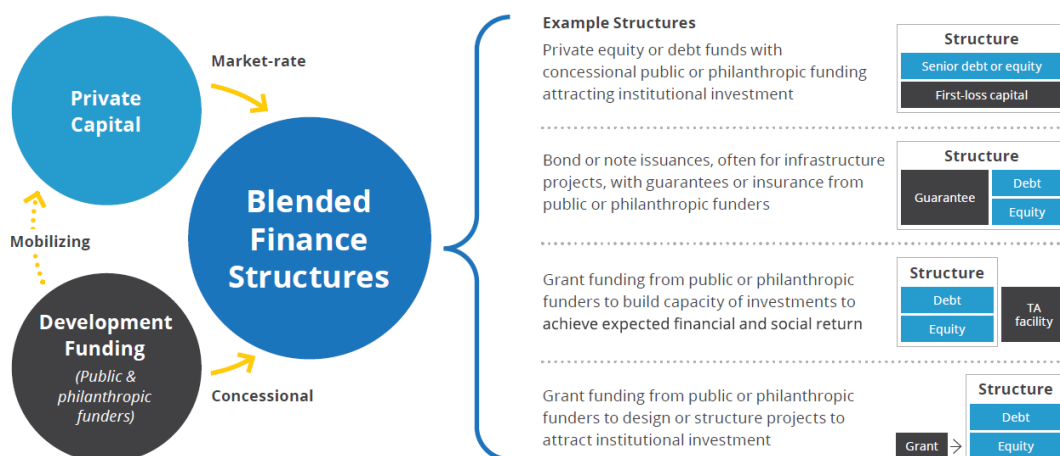 Private
Capital
Market-rate
Blended
Finance
Structures
Mobilizing
Development
Funding
(Public &
philanthropic
funders)
Concessional
Example Structures
Private equity or debt funds with
concessional public or philanthropic funding
attracting institutional investment
Structure
Senior debt or equity
First-loss capital
Bond or note issuances, often for infrastructure
projects, with guarantees or insurance from
public or philanthropic funders
Structure
Guarantee
Debt
Equity
Grant funding from public or philanthropic
funders to build capacity of investments to
achieve expected financial and social return
Structure
Debt
Equity
TA
facility
Grant funding from public or philanthropic
funders to design or structure projects to
attract institutional investment
Grant
Structure
Debt
Equity